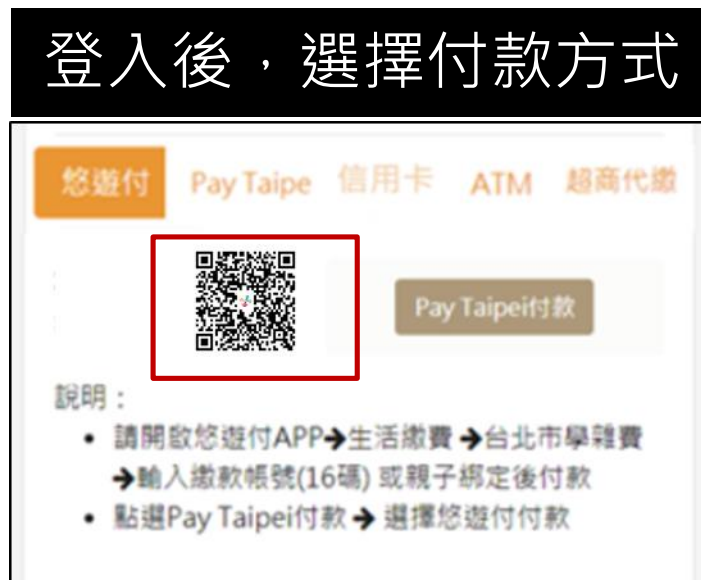 登入後，選擇付款方式
悠遊付 Pay Taipe 信用卡 ATM 超商代繳
Pay Taipei付款
說明：
• 請開啟悠遊付APP➔生活繳費 ➔台北市學雜費
➔輸入繳款帳號(16碼) 或親子綁定後付款
• 點選Pay Taipei付款 ➔ 選擇悠遊付付款